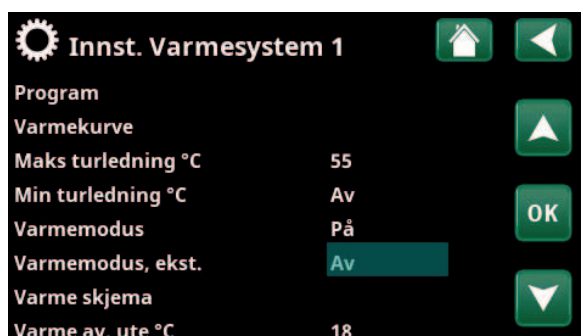 Innst. Varmesystem 1
Program
Varmekurve
Maks turledning °C 55
Min turledning °C Av
Varmemodus På
Varmemodus, ekst. Av
Varme skjema
Varme av, ute °C 18
OK